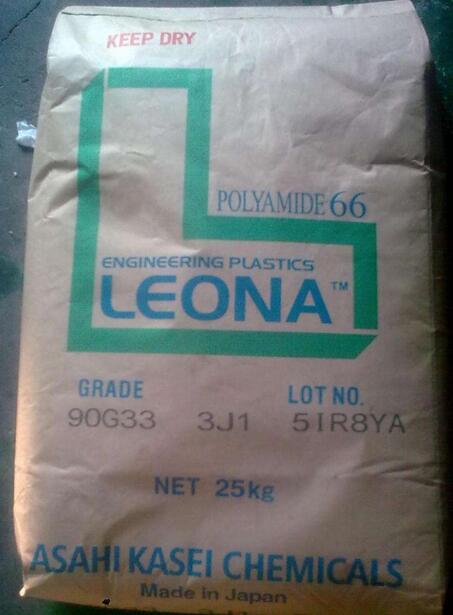 KEEP DRY
POLYAMIDE 66
ENGINEERING PLASTICS
LEONA™
GRADE LOT NO.
90G33 3J1 5IR8YA
NET 25kg
ASAHI KASEI CHEMICALS
Made in Japan